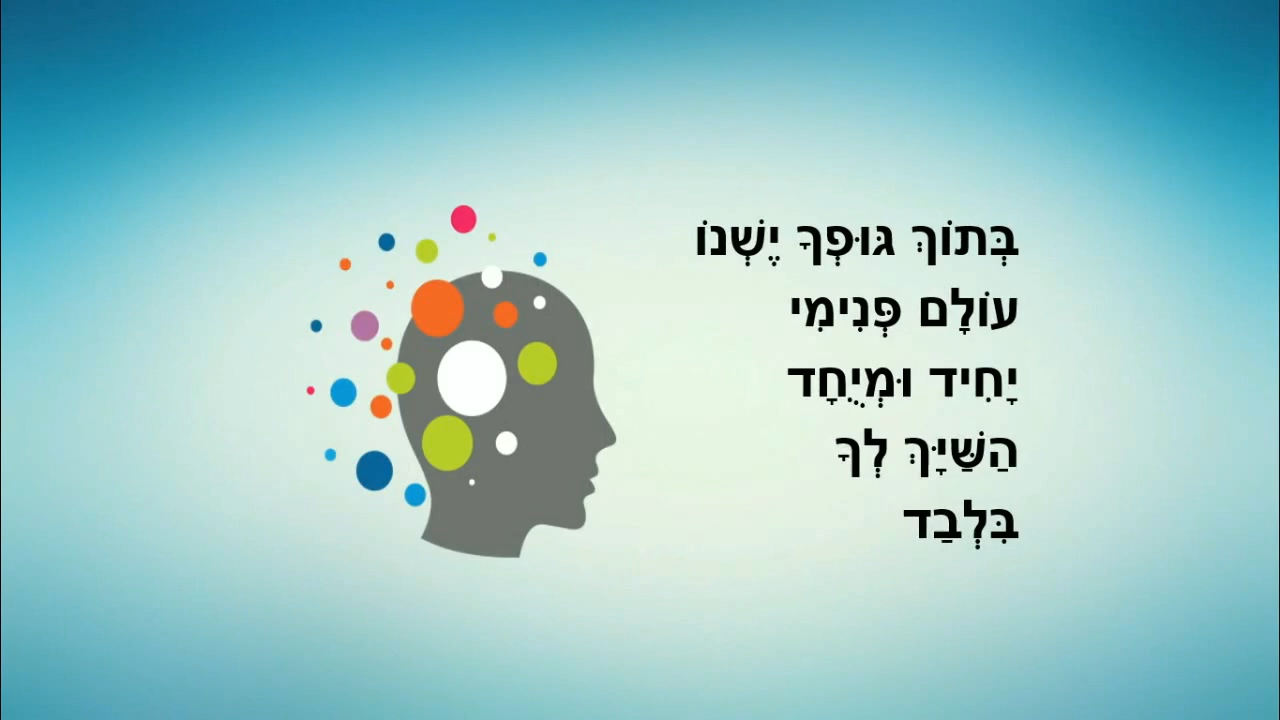 בְּתוֹךְ גּוּפְךָ יֶשְׁנוֹ
עוֹלָם פְּנִימִי
יָחִיד וּמְיֻחָד
הַשַּׁיָּךְ לְךָ
בִּלְבַד